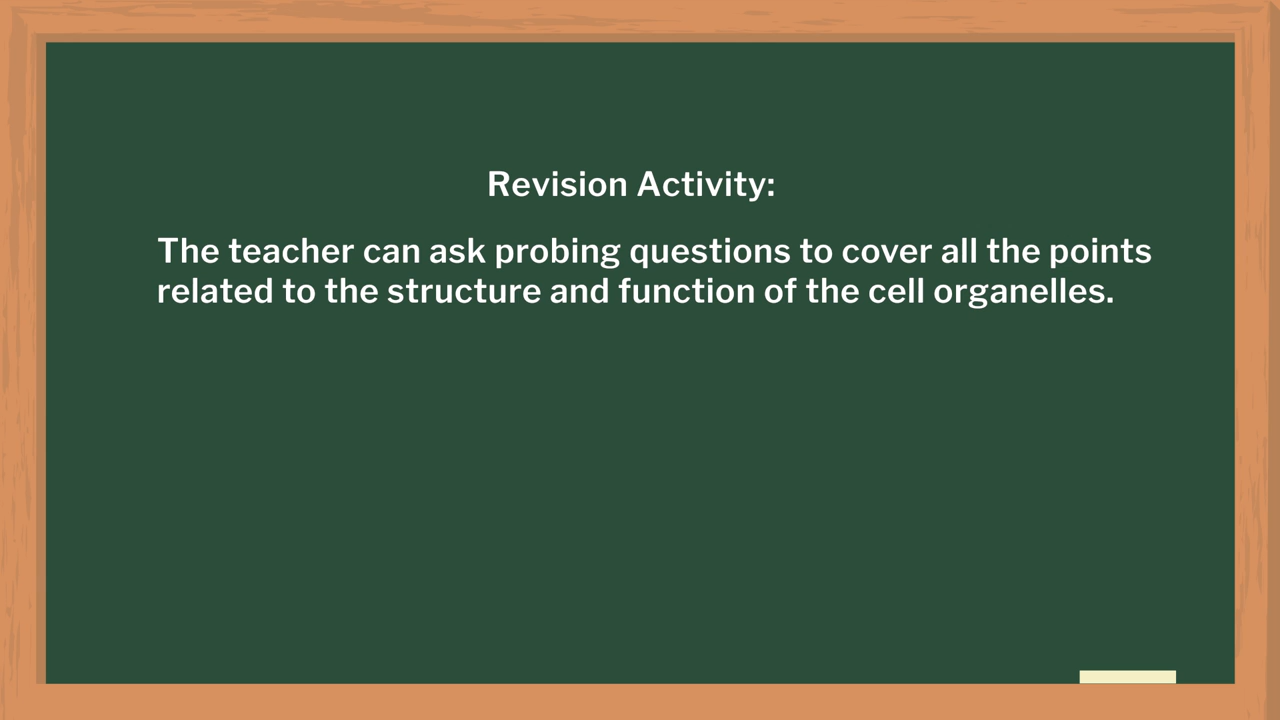 Revision Activity:
The teacher can ask probing questions to cover all the points
related to the structure and function of the cell organelles.